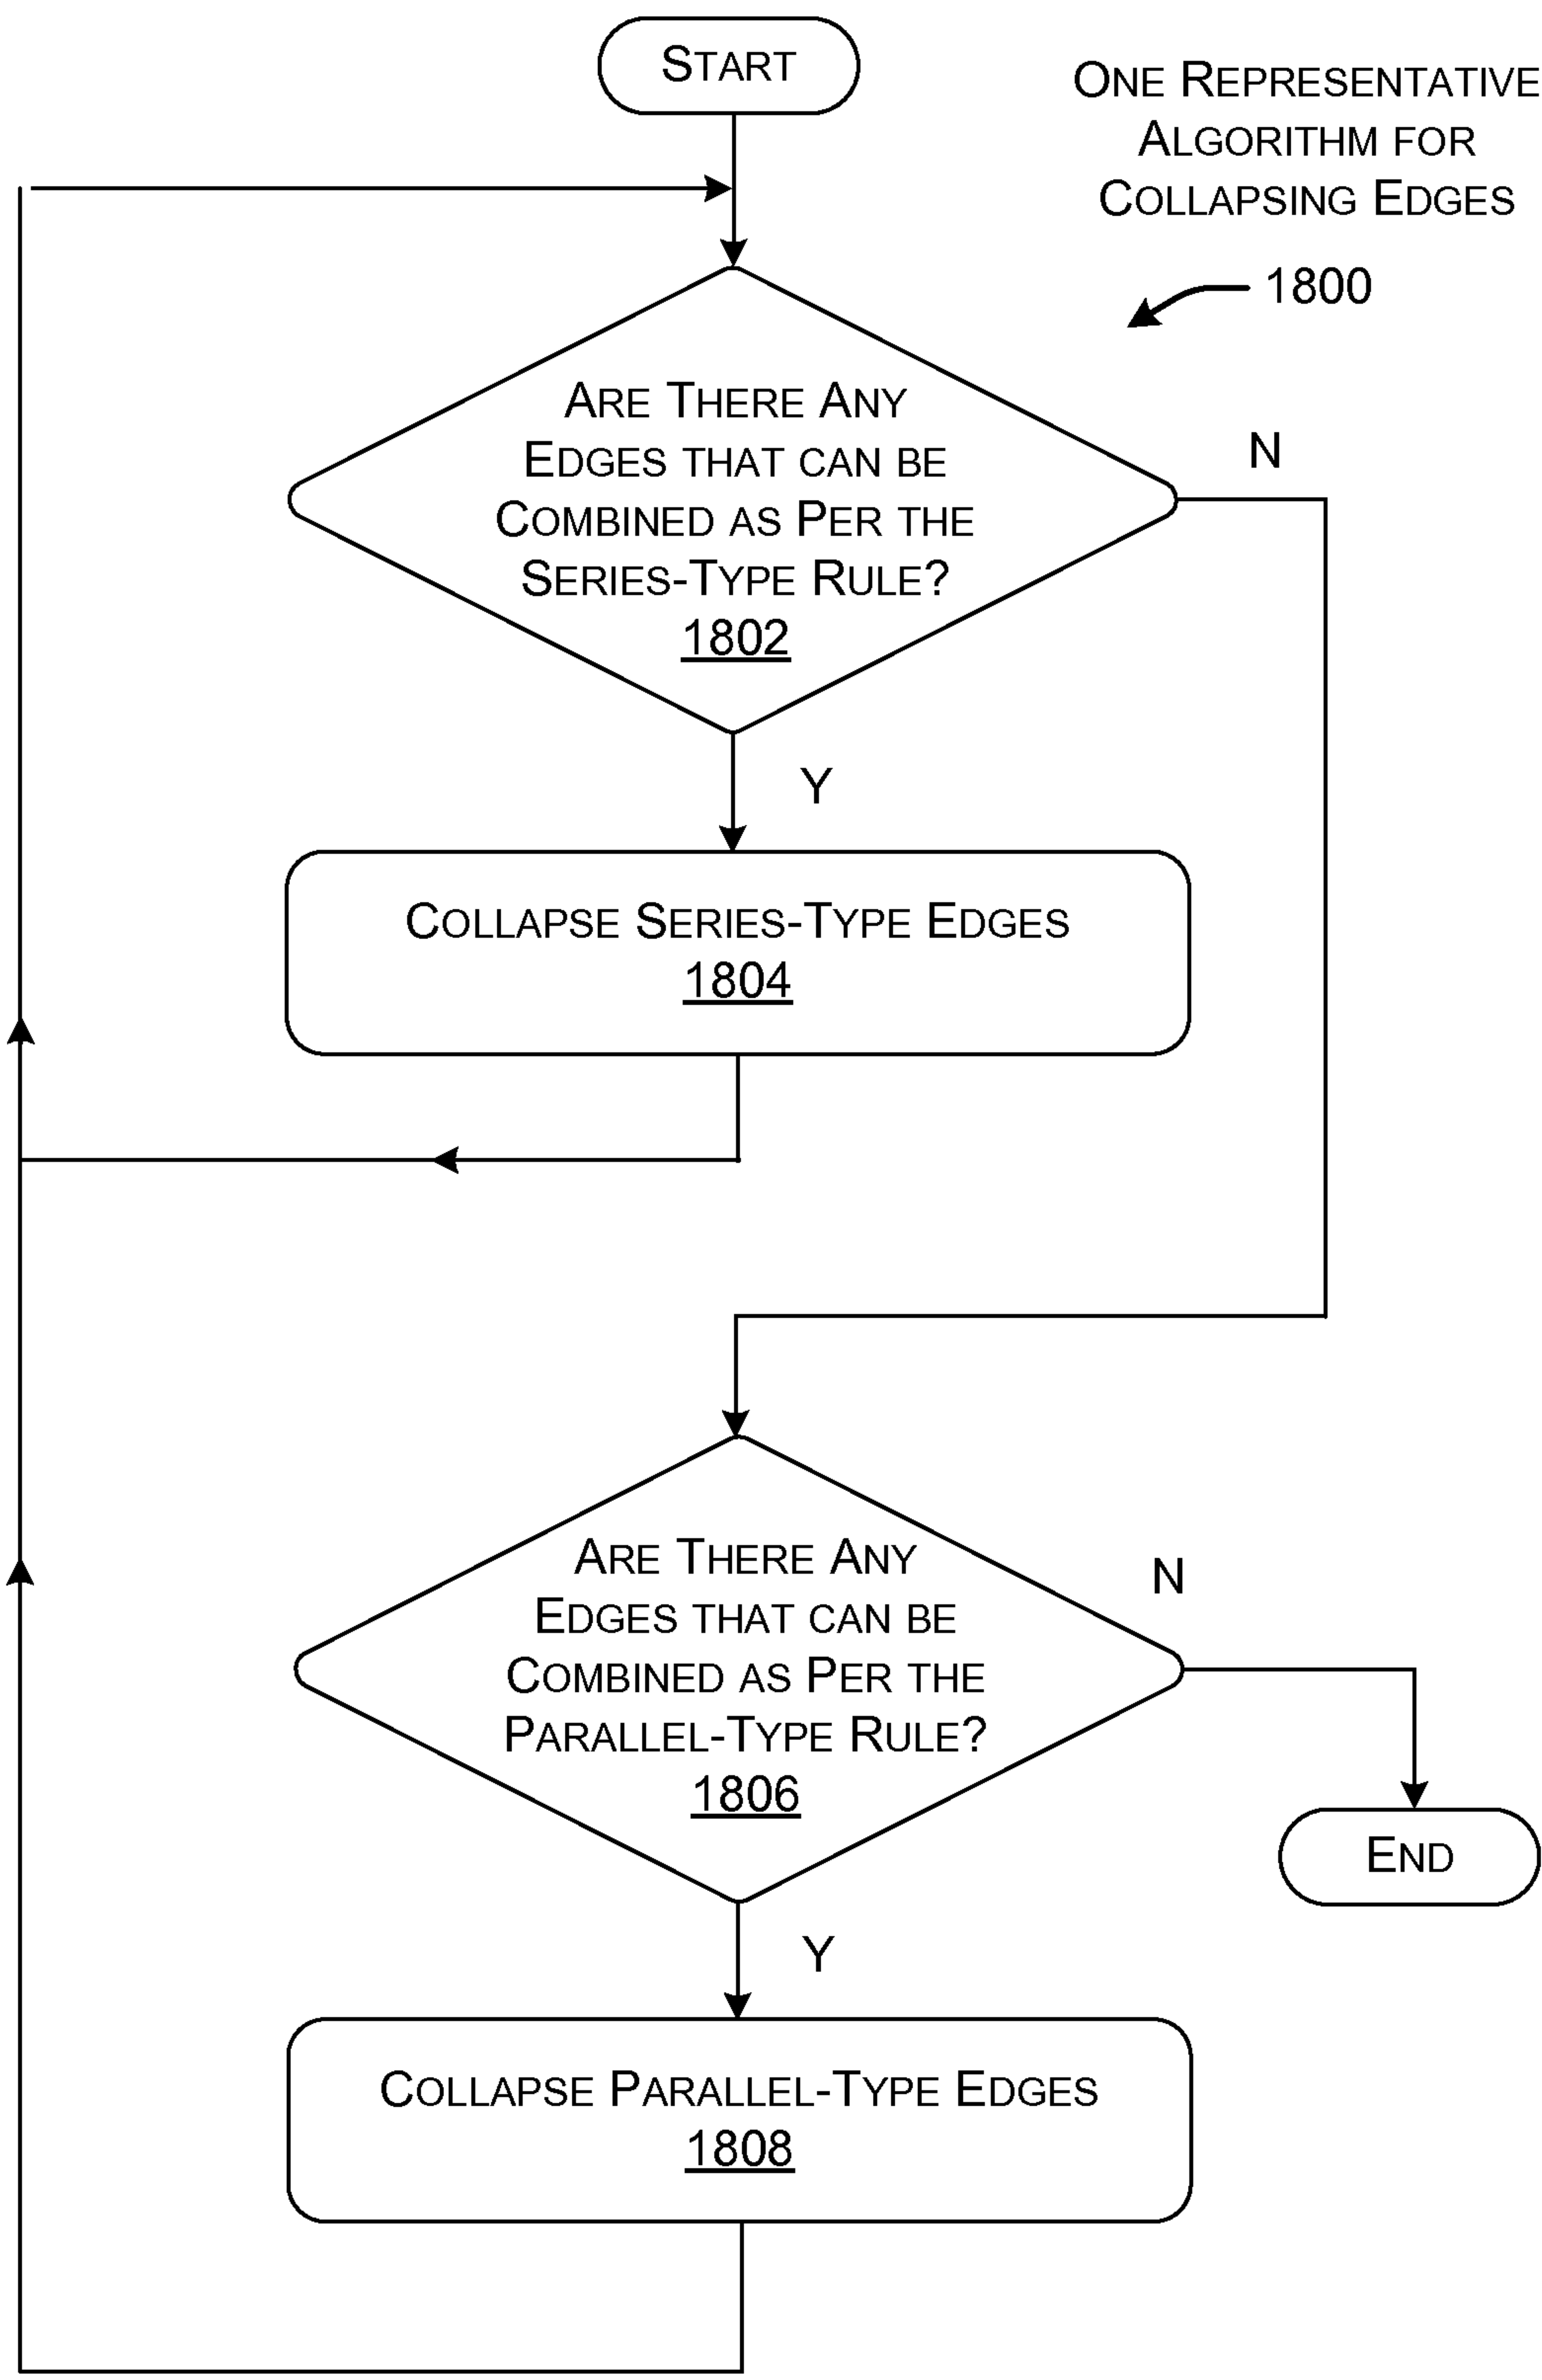 START
ONE REPRESENTATIVE
ALGORITHM FOR
COLLAPSING EDGES
1800
ARE THERE ANY
EDGES THAT CAN BE
COMBINED AS PER THE
SERIES-TYPE RULE?
1802
N
Y
COLLAPSE SERIES-TYPE EDGES
1804
ARE THERE ANY
EDGES THAT CAN BE
COMBINED AS PER THE
PARALLEL-TYPE RULE?
1806
N
END
Y
COLLAPSE PARALLEL-TYPE EDGES
1808